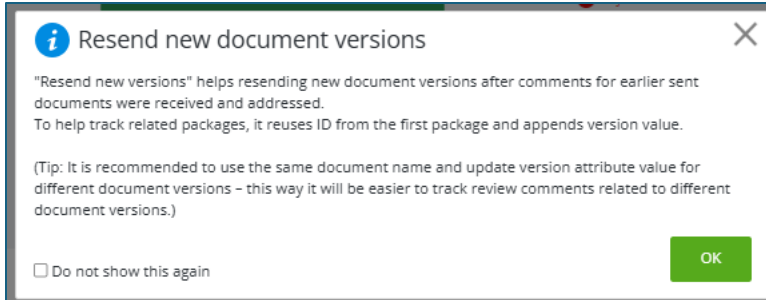 Resend new document versions
"Resend new versions" helps resending new document versions after comments for earlier sent
documents were received and addressed.
To help track related packages, it reuses ID from the first package and appends version value.
(Tip: It is recommended to use the same document name and update version attribute value for
different document versions – this way it will be easier to track review comments related to different
document versions.)
Do not show this again
OK